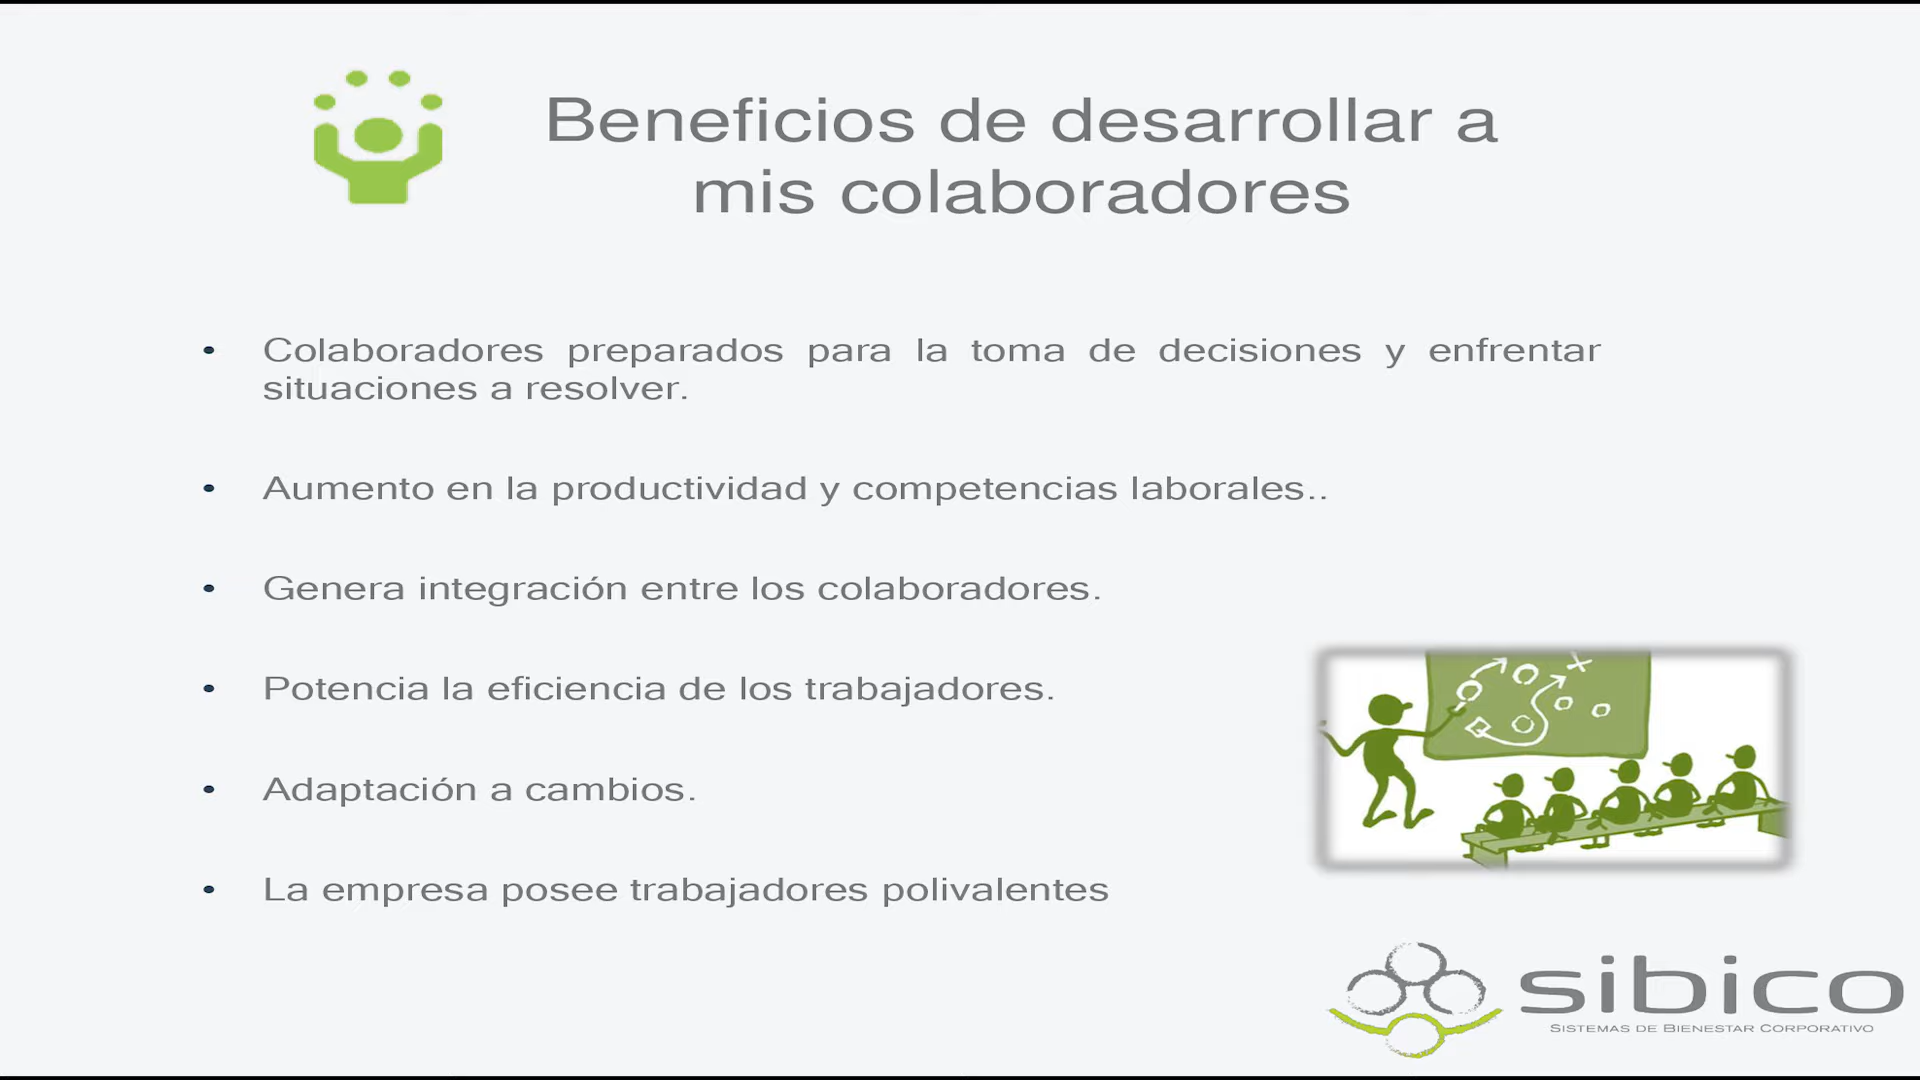 Beneficios de desarrollar a
mis colaboradores
• Colaboradores preparados para la toma de decisiones y enfrentar
situaciones a resolver.
• Aumento en la productividad y competencias laborales..
• Genera integración entre los colaboradores.
• Potencia la eficiencia de los trabajadores.
• Adaptación a cambios.
• La empresa posee trabajadores polivalentes
sibico
SISTEMAS DE BIENESTAR CORPORATIVO